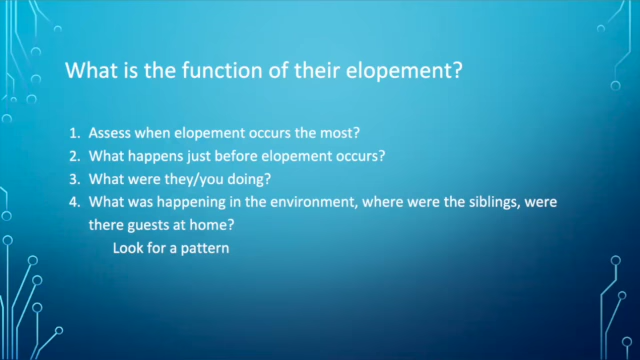 What is the function of their elopement?
1. Assess when elopement occurs the most?
2. What happens just before elopement occurs?
3. What were they/you doing?
4. What was happening in the environment, where were the siblings, were
there guests at home?
Look for a pattern